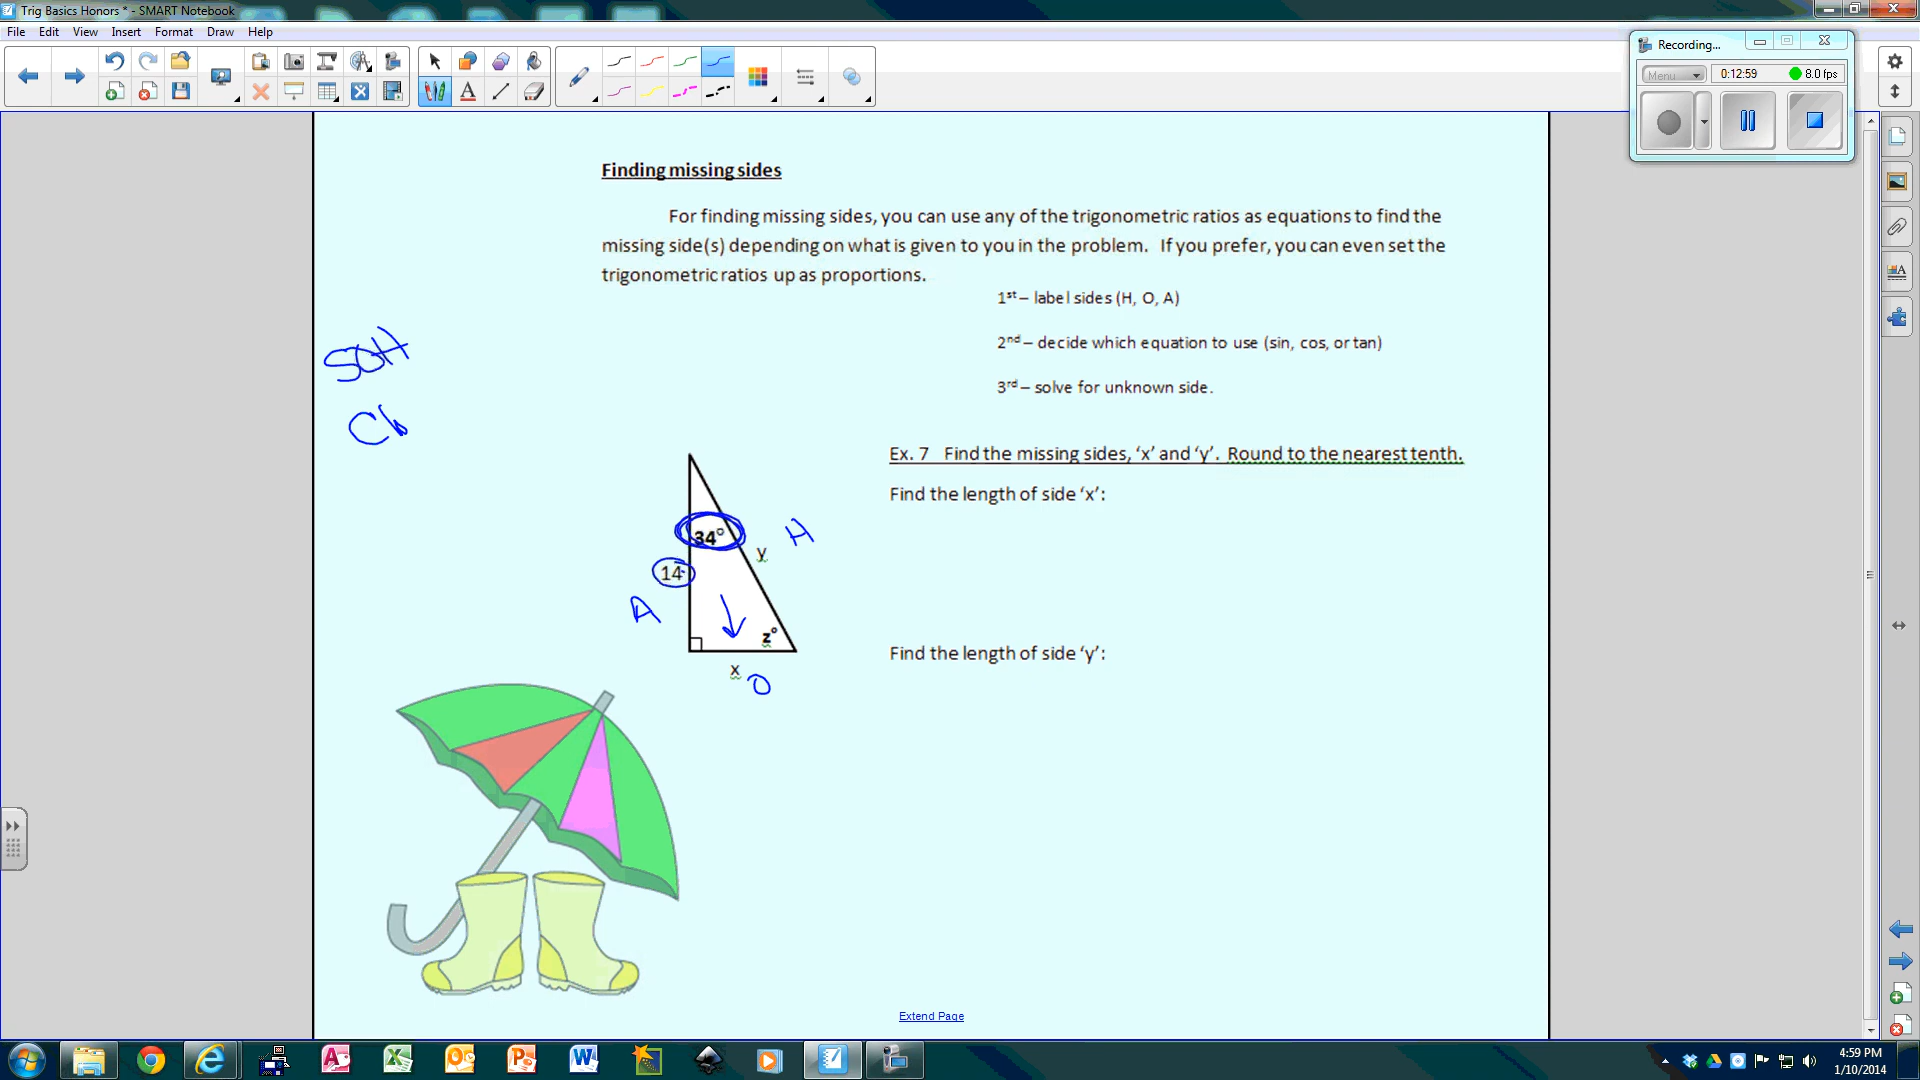 Trig Basics Honors * - SMART Notebook
File Edit View Insert Format Draw Help
Recording...
Menu 0:12:59 8.0 fps
Finding missing sides
For finding missing sides, you can use any of the trigonometric ratios as equations to find the
missing side(s) depending on what is given to you in the problem. If you prefer, you can even set the
trigonometric ratios up as proportions.
1st – label sides (H, O, A)
2nd – decide which equation to use (sin, cos, or tan)
3rd – solve for unknown side.
SOH
Ex. 7 Find the missing sides, ‘x’ and ‘y’. Round to the nearest tenth.
Find the length of side ‘x’:
34°
H
y
14
A
z°
x
O
Find the length of side ‘y’:
Extend Page
4:59 PM
1/10/2014